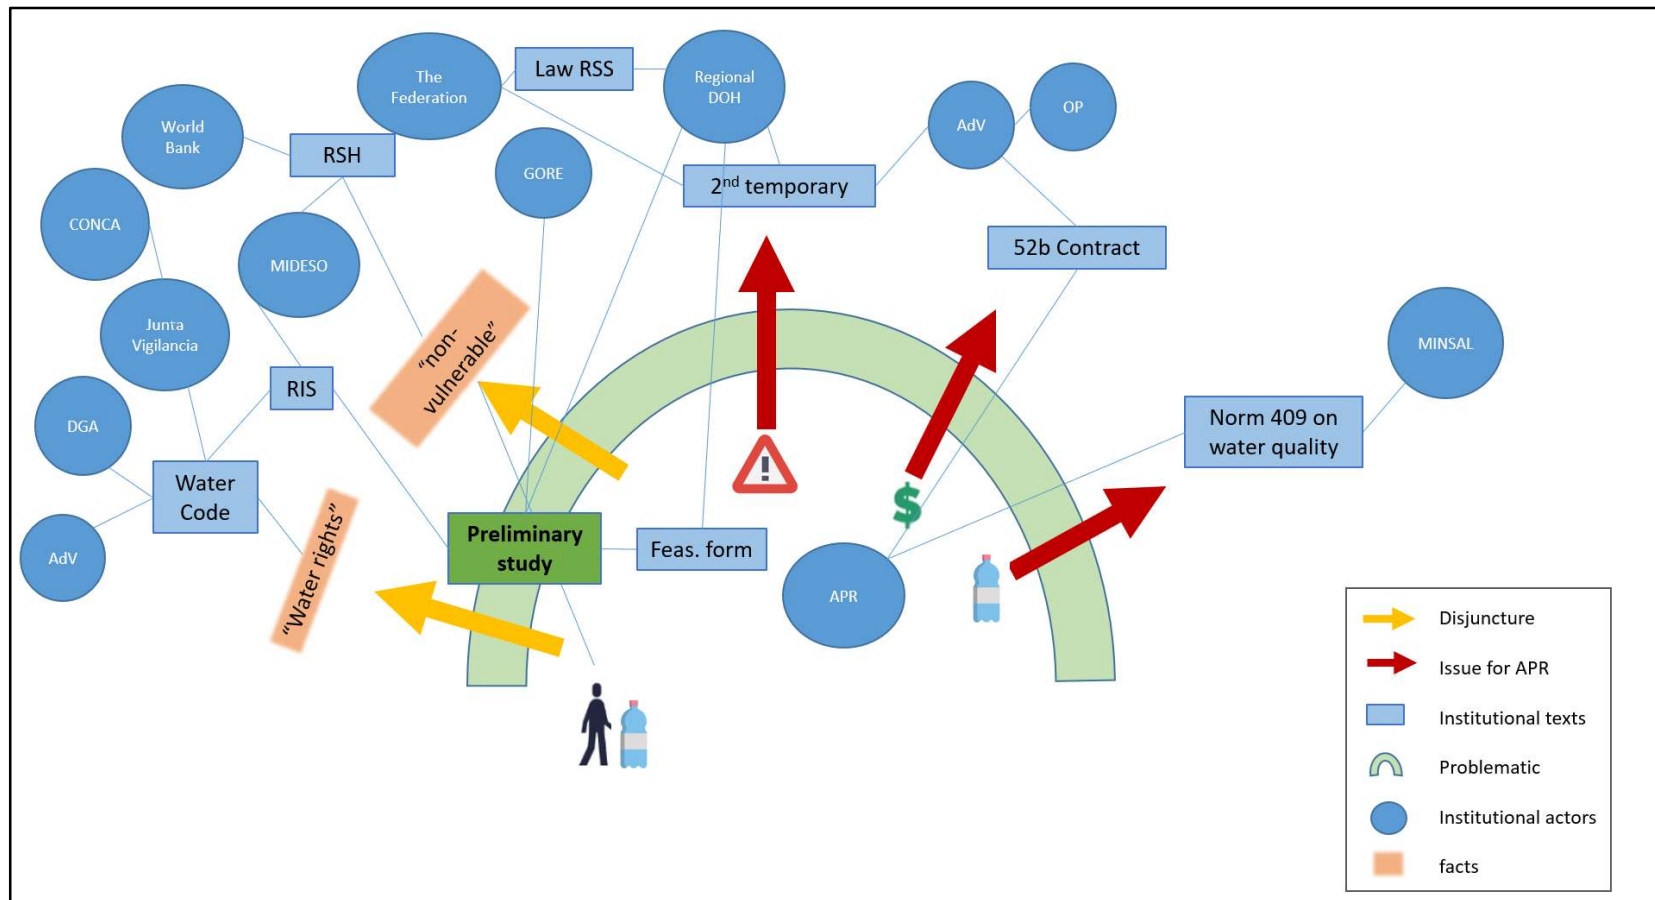 The
Federation
Law RSS
Regional
DOH
AdV
OP
World
Bank
RSH
GORE
2nd temporary
CONCA
MIDESO
52b Contract
Junta
Vigilancia
“non-
vulnerable”
MINSAL
RIS
DGA
Norm 409 on
water quality
Water
Code
$
“Water rights”
Preliminary
study
Feas. form
AdV
APR
Disjuncture
Issue for APR
Institutional texts
Problematic
Institutional actors
facts